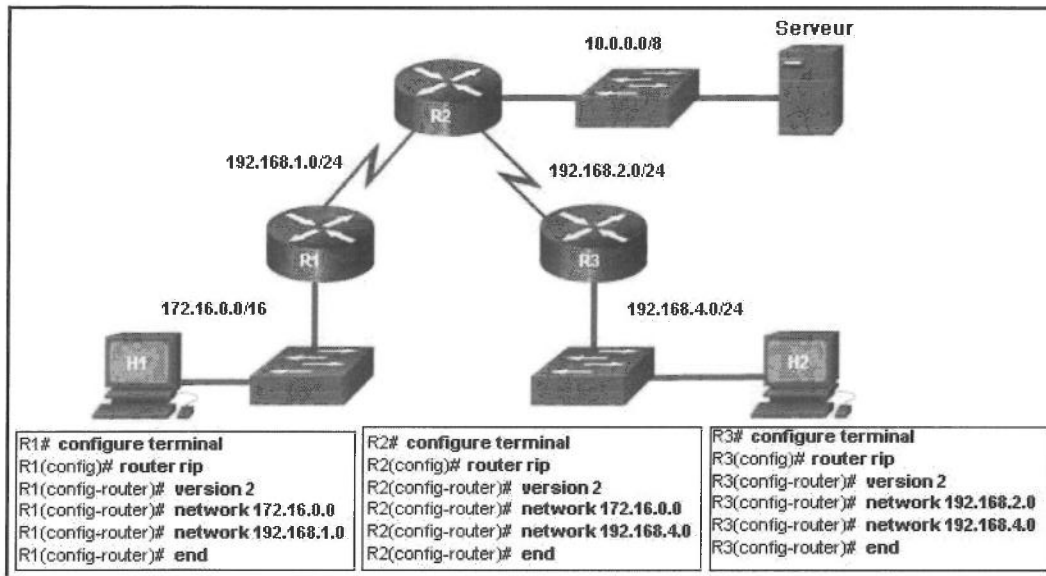 Serveur
10.0.0.0/8
R2
192.168.1.0/24
192.168.2.0/24
R1
R3
172.16.0.0/16
192.168.4.0/24
H1
H2
R1# configure terminal
R1(config)# router rip
R1(config-router)# version 2
R1(config-router)# network 172.16.0.0
R1(config-router)# network 192.168.1.0
R1(config-router)# end
R2# configure terminal
R2(config)# router rip
R2(config-router)# version 2
R2(config-router)# network 172.16.0.0
R2(config-router)# network 192.168.4.0
R2(config-router)# end
R3# configure terminal
R3(config)# router rip
R3(config-router)# version 2
R3(config-router)# network 192.168.2.0
R3(config-router)# network 192.168.4.0
R3(config-router)# end